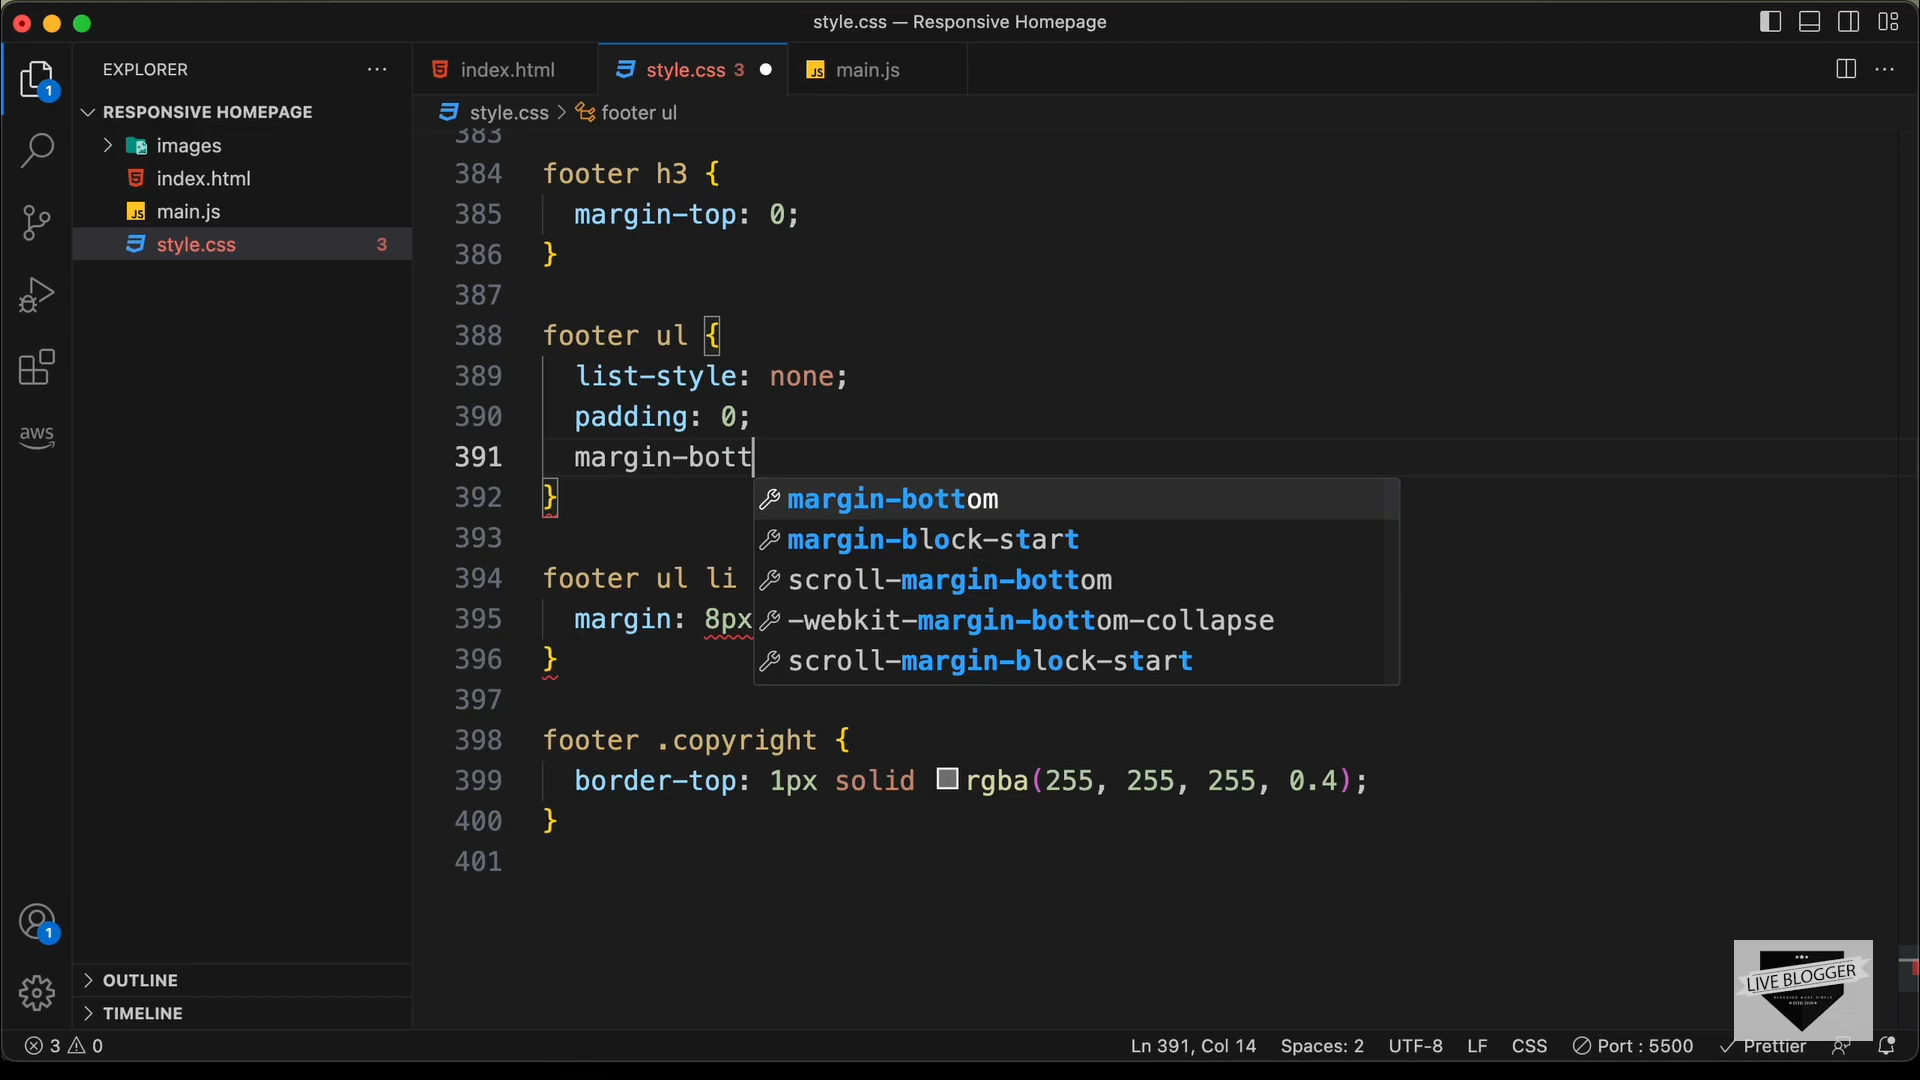 style.css — Responsive Homepage
EXPLORER
index.html
style.css 3
main.js
RESPONSIVE HOMEPAGE
style.css > footer ul
images
index.html
main.js
style.css 3
1
aws
383
384 footer h3 {
385 margin-top: 0;
386 }
387
388 footer ul {
389 list-style: none;
390 padding: 0;
391 margin-bott
392 }
393
394 footer ul li
395 margin: 8px
396 }
397
398 footer .copyright {
399 border-top: 1px solid rgba(255, 255, 255, 0.4);
400 }
401
margin-bottom
margin-block-start
scroll-margin-bottom
-webkit-margin-bottom-collapse
scroll-margin-block-start
1
OUTLINE
TIMELINE
LIVE BLOGGER
3 0
Ln 391, Col 14 Spaces: 2 UTF-8 LF CSS Port : 5500 Prettier